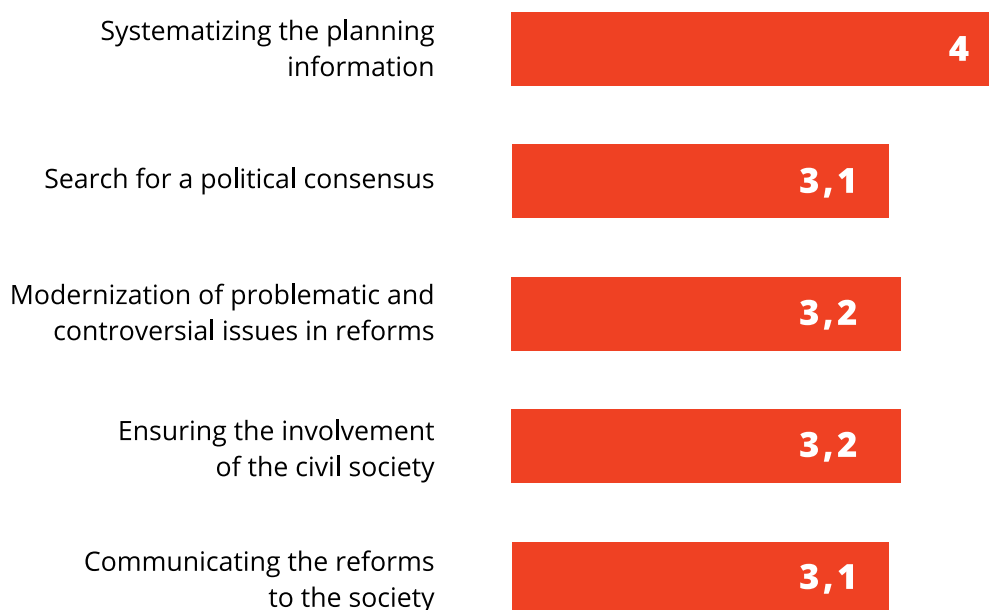 Systematizing the planning
information
4
Search for a political consensus
3,1
Modernization of problematic and
controversial issues in reforms
3,2
Ensuring the involvement
of the civil society
3,2
Communicating the reforms
to the society
3,1